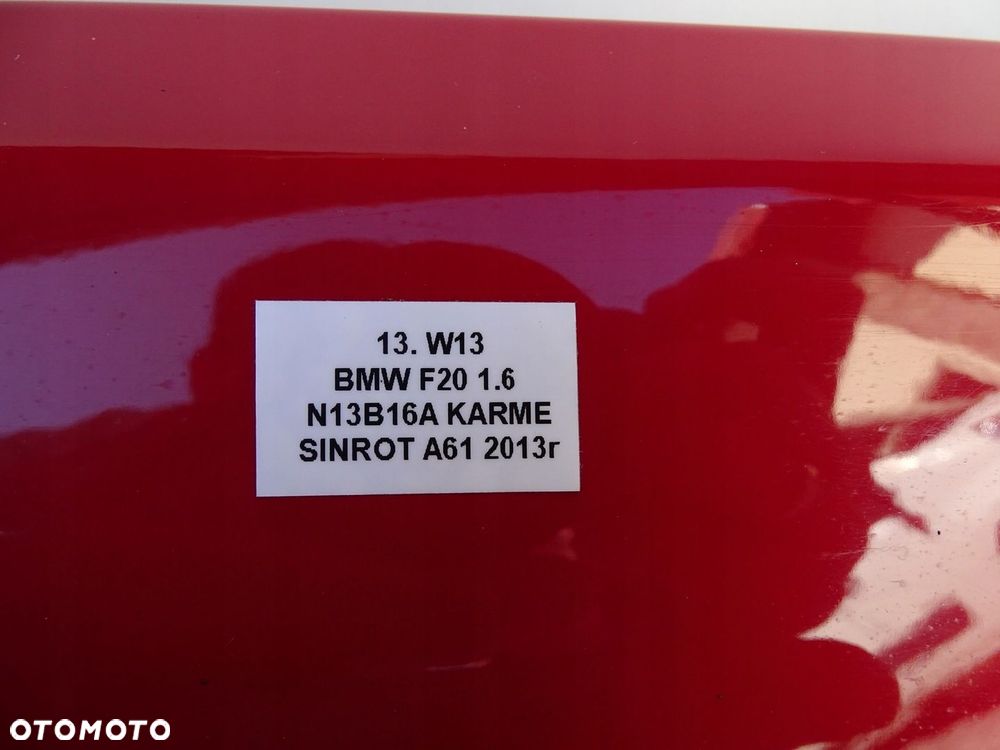 13. W13
BMW F20 1.6
N13B16A KARME
SINROT A61 2013r
OTOMOTO